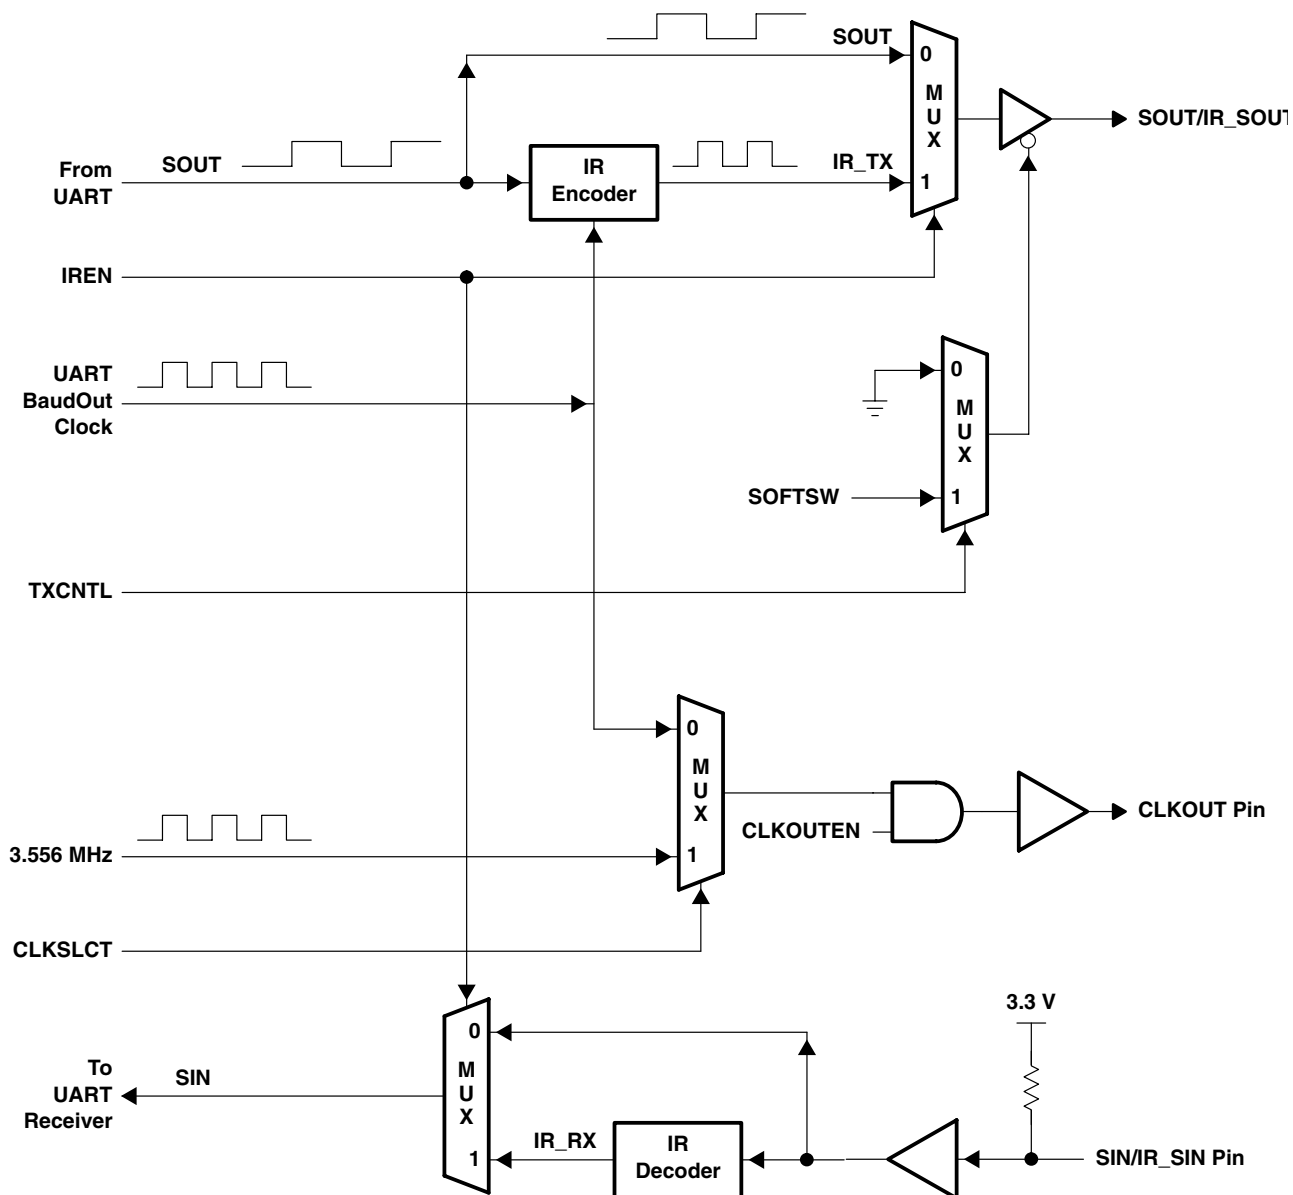 SOUT
0
M
U
X
SOUT/IR_SOUT
From
UART
SOUT
IR
Encoder
IR_TX
1
IREN
UART
BaudOut
Clock
0
M
U
X
SOFTSW
1
TXCNTL
0
M
U
X
CLKOUTEN
CLKOUT Pin
3.556 MHz
1
CLKSLCT
3.3 V
0
To
UART
Receiver
SIN
M
U
X
IR_RX
1
IR
Decoder
SIN/IR_SIN Pin